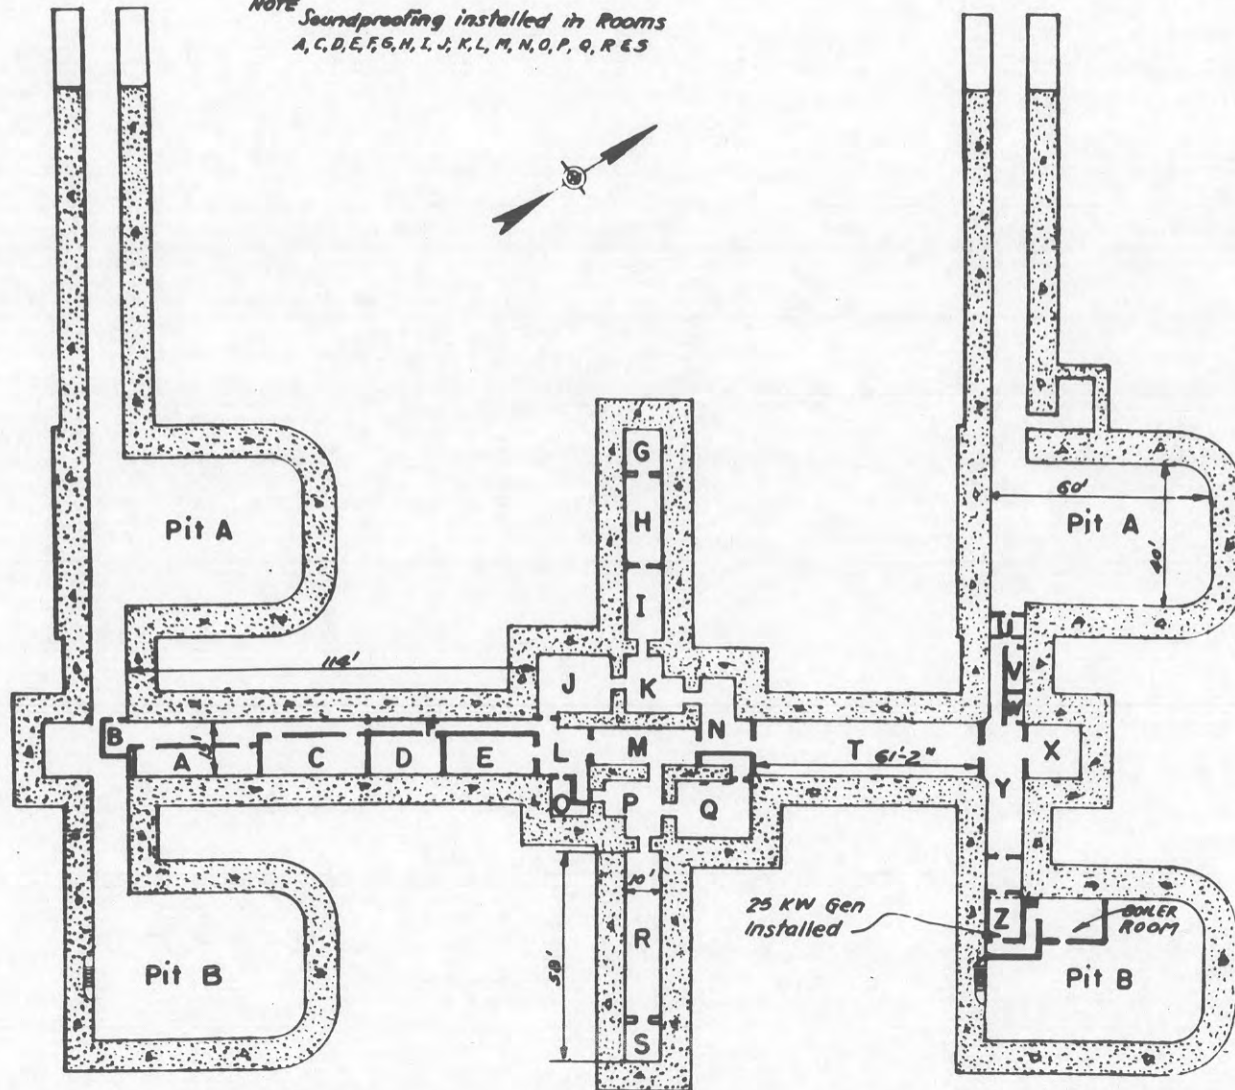 NOTE
Soundproofing installed in Rooms
A, C, D, E, F, G, H, I, J, K, L, M, N, O, P, Q, R & S
G
Pit A
60'
Pit A
H
40'
I
U
114'
V
J
K
W
B
N
A
C
D
E
L
M
T
61'-2"
X
Y
O
P
Q
10'
25 KW Gen
Installed
Z
BOILER
ROOM
R
58'
Pit B
Pit B
S